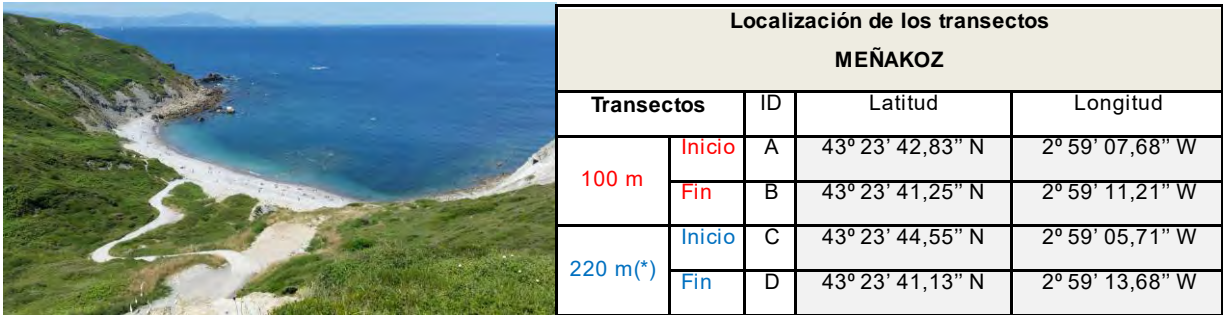 Localización de los transectos
MEÑAKOZ
Transectos ID Latitud Longitud
100 m Inicio A 43º 23’ 42,83’’ N 2º 59’ 07,68’’ W
Fin B 43º 23’ 41,25’’ N 2º 59’ 11,21’’ W
220 m(*) Inicio C 43º 23’ 44,55’’ N 2º 59’ 05,71’’ W
Fin D 43º 23’ 41,13’’ N 2º 59’ 13,68’’ W